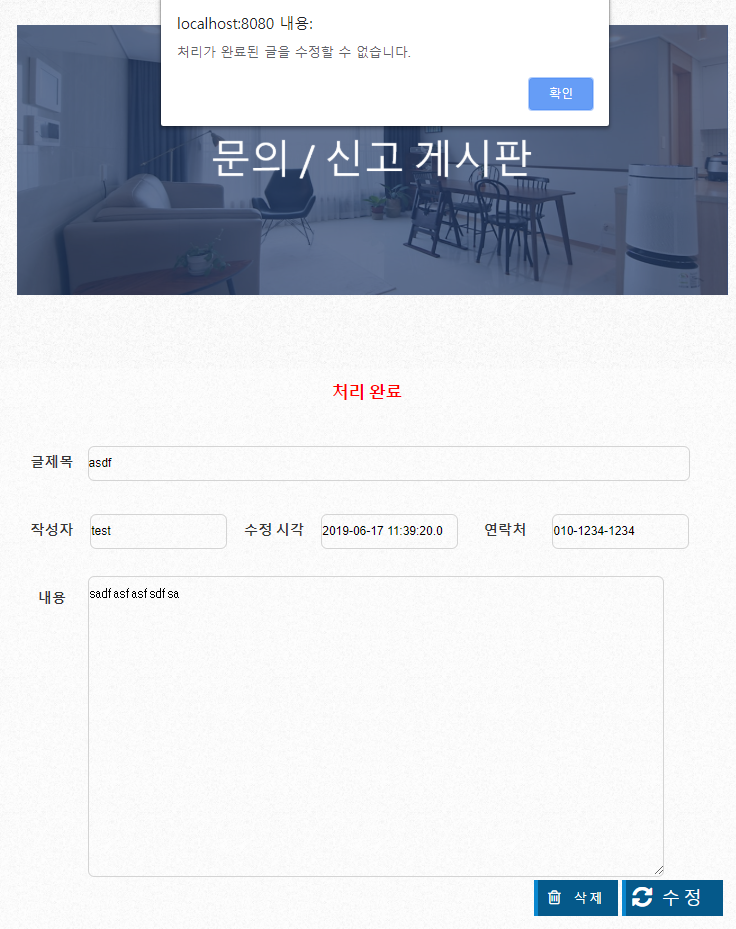 localhost:8080 내용:
처리가 완료된 글을 수정할 수 없습니다.
확인
문의 / 신고 게시판
처리 완료
글제목 asdf
작성자 test 수정 시각 2019-06-17 11:39:20.0 연락처 010-1234-1234
내용 sadf asf asf sdf sa
삭제 수정